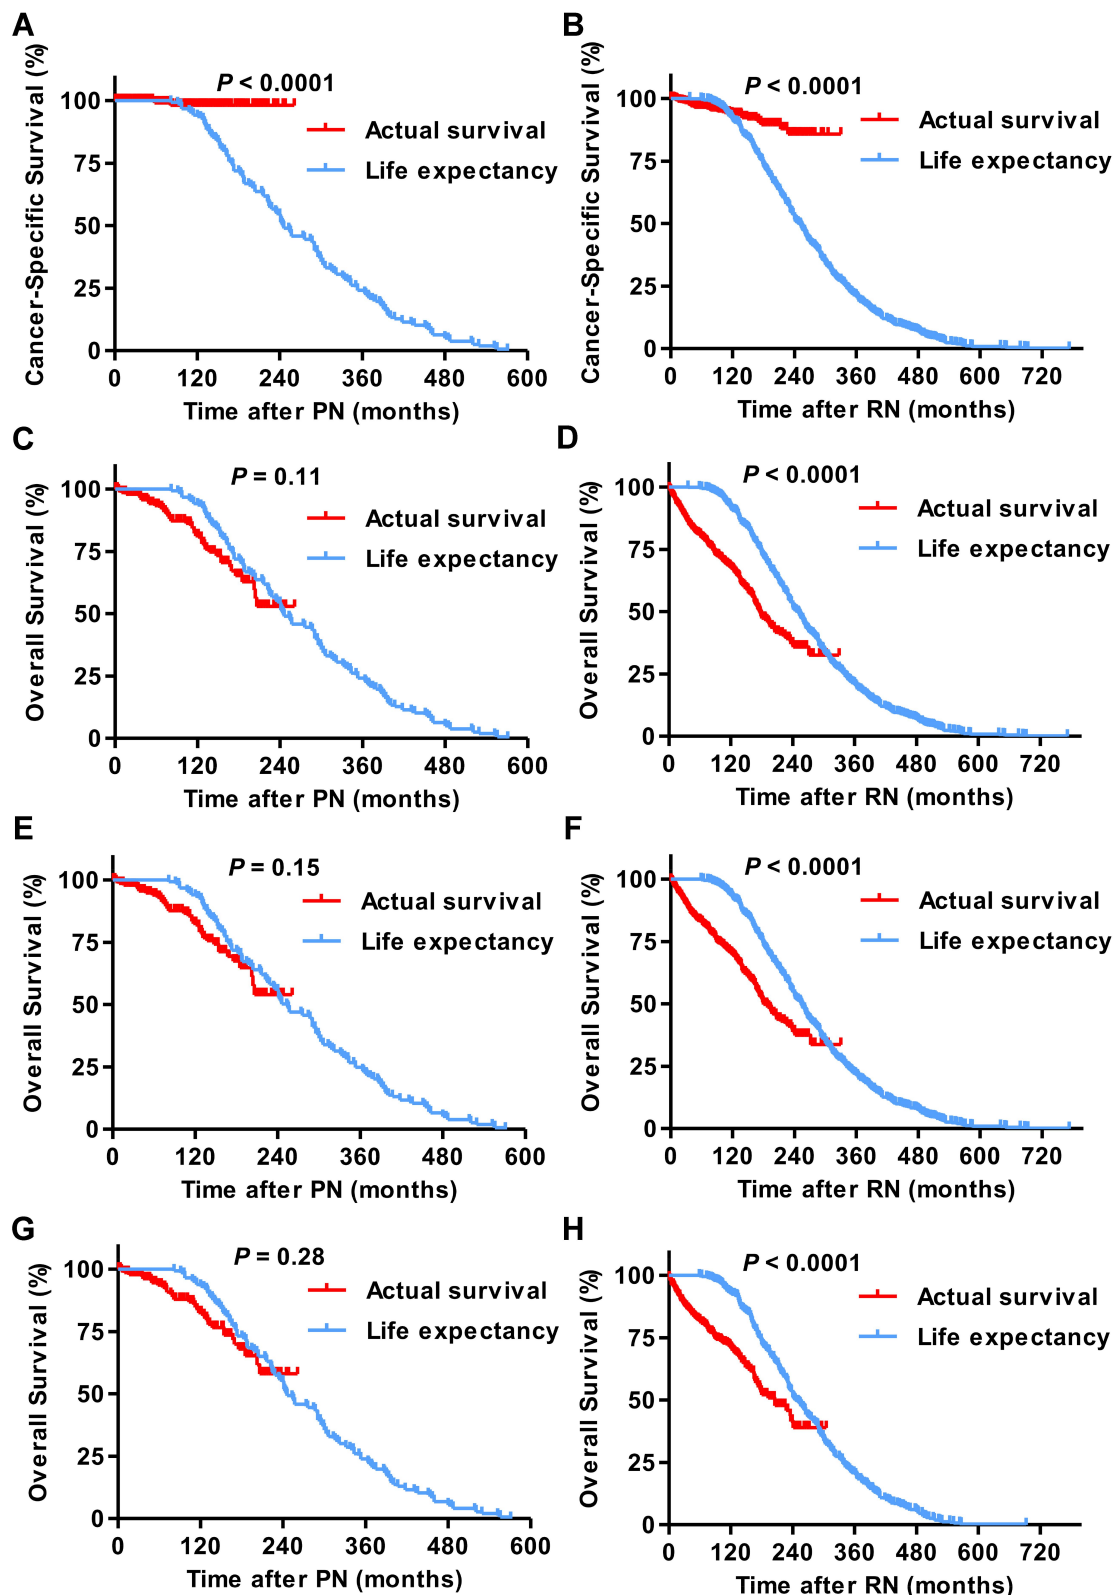 A
Cancer-Specific Survival (%)
P < 0.0001
Actual survival
Life expectancy
100
75
50
25
0
0 120 240 360 480 600
Time after PN (months)
B
Cancer-Specific Survival (%)
P < 0.0001
Actual survival
Life expectancy
100
75
50
25
0
0 120 240 360 480 600 720
Time after RN (months)
C
Overall Survival (%)
P = 0.11
Actual survival
Life expectancy
100
75
50
25
0
0 120 240 360 480 600
Time after PN (months)
D
Overall Survival (%)
P < 0.0001
Actual survival
Life expectancy
100
75
50
25
0
0 120 240 360 480 600 720
Time after RN (months)
E
Overall Survival (%)
P = 0.15
Actual survival
Life expectancy
100
75
50
25
0
0 120 240 360 480 600
Time after PN (months)
F
Overall Survival (%)
P < 0.0001
Actual survival
Life expectancy
100
75
50
25
0
0 120 240 360 480 600 720
Time after RN (months)
G
Overall Survival (%)
P = 0.28
Actual survival
Life expectancy
100
75
50
25
0
0 120 240 360 480 600
Time after PN (months)
H
Overall Survival (%)
P < 0.0001
Actual survival
Life expectancy
100
75
50
25
0
0 120 240 360 480 600 720
Time after RN (months)